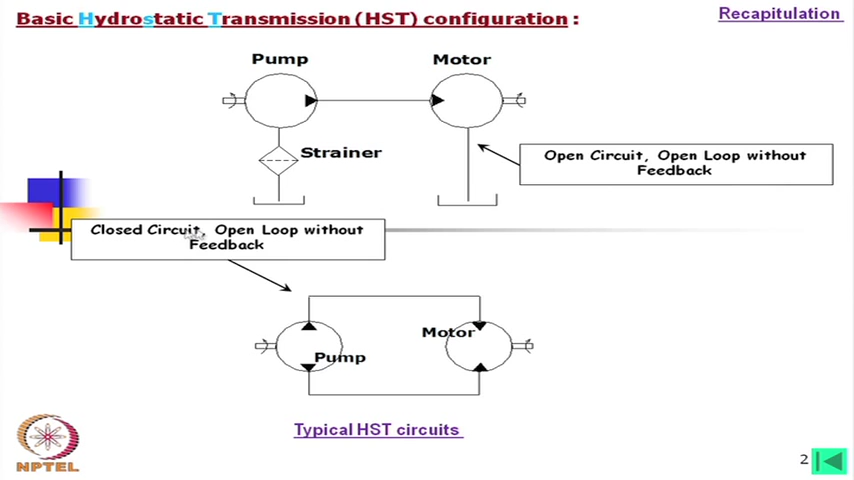 Basic Hydrostatic Transmission (HST) configuration :
Recapitulation
Pump
Motor
Strainer
Open Circuit, Open Loop without
Feedback
Closed Circuit, Open Loop without
Feedback
Motor
Pump
Typical HST circuits
NPTEL
2